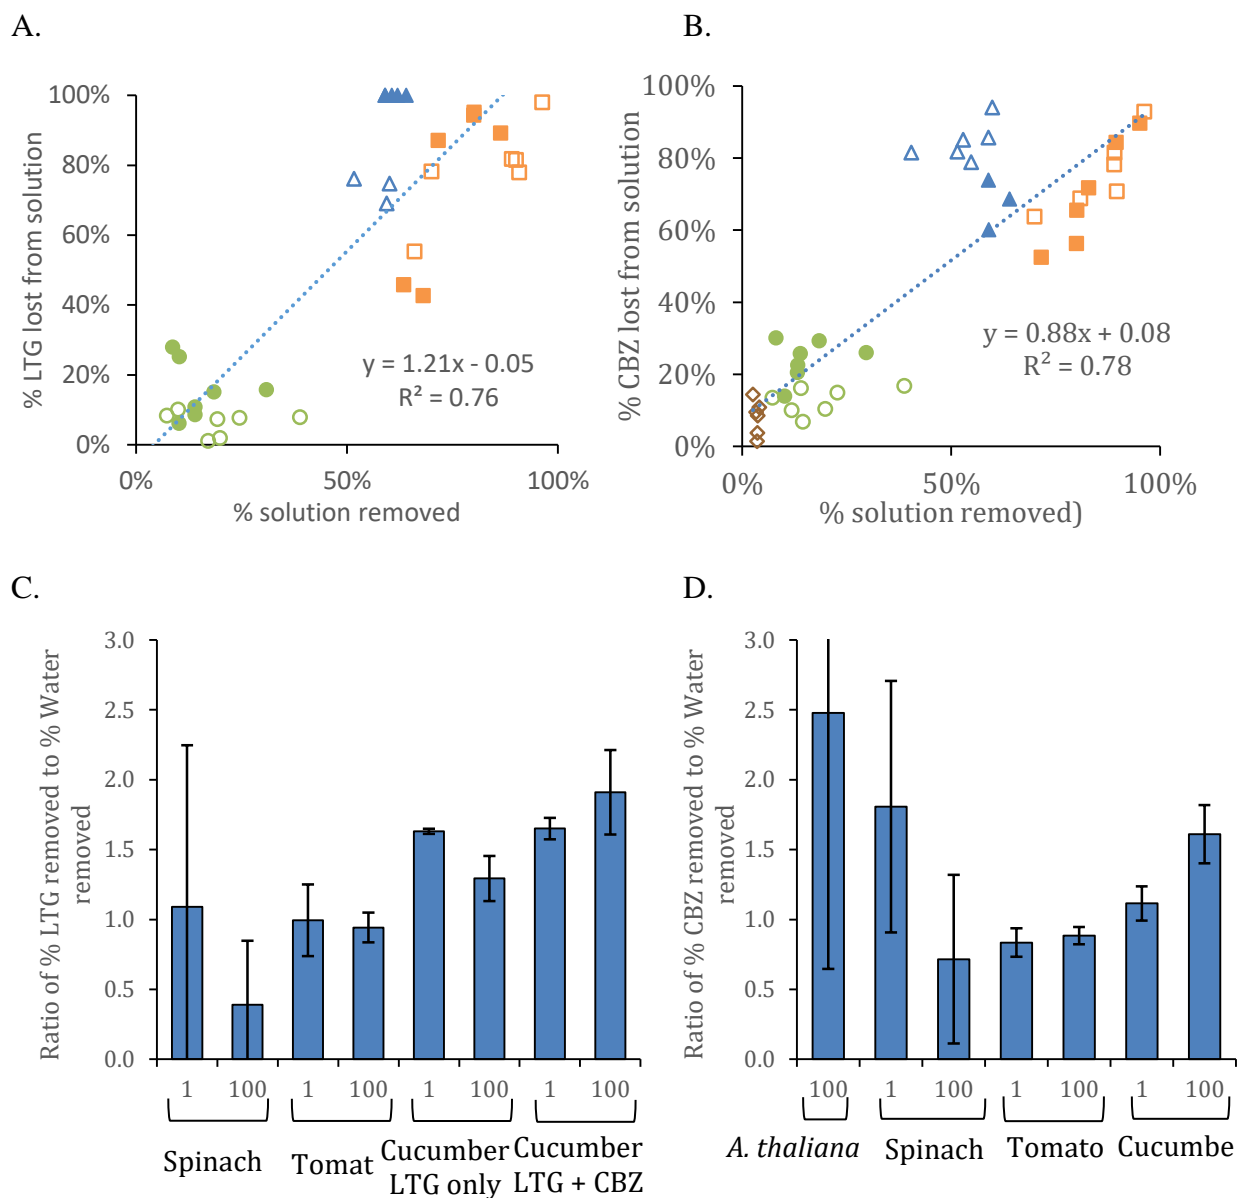 A.
B.
% LTG lost from solution
100%
80%
60%
40%
20%
0%
y = 1.21x - 0.05
R² = 0.76
0%
50%
100%
% solution removed
% CBZ lost from solution
100%
80%
60%
40%
20%
0%
y = 0.88x + 0.08
R² = 0.78
0%
50%
100%
% solution removed)
C.
D.
Ratio of % LTG removed to % Water
removed
3.0
2.5
2.0
1.5
1.0
0.5
0.0
1 100 1 100 1 100 1 100
Spinach Tomat Cucumber Cucumber
LTG only LTG + CBZ
Ratio of % CBZ removed to % Water
removed
3.0
2.5
2.0
1.5
1.0
0.5
0.0
100 1 100 1 100 1 100
A. thaliana Spinach Tomato Cucumbe